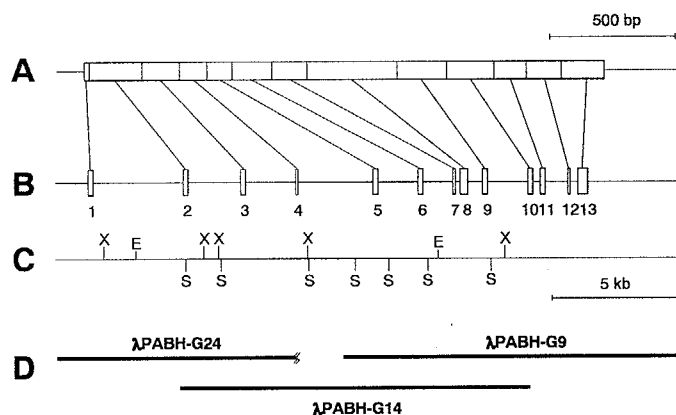 500 bp
A
B
1 2 3 4 5 6 7 8 9 10 11 12 13
X E X X X E X
C
S S S S S S S
5 kb
λPABH-G24 λPABH-G9
D
λPABH-G14